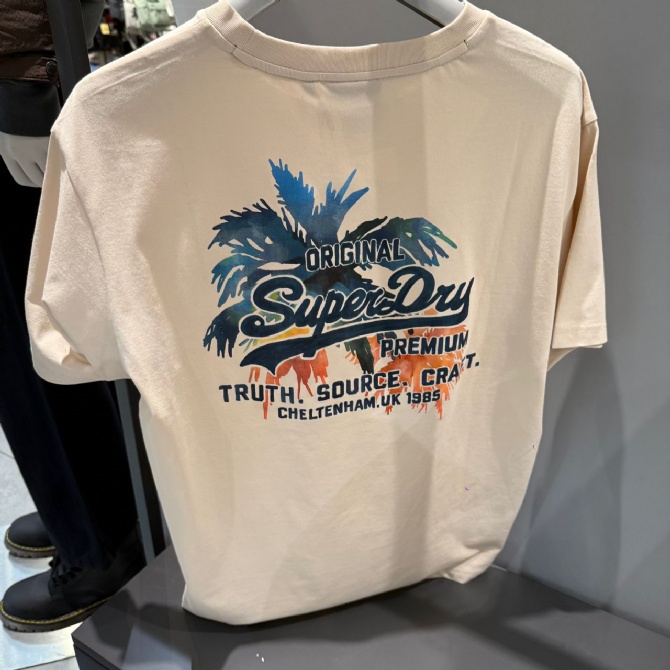 ORIGINAL
SuperDry
PREMIUM
TRUTH. SOURCE. CRAFT.
CHELTENHAM.UK 1985